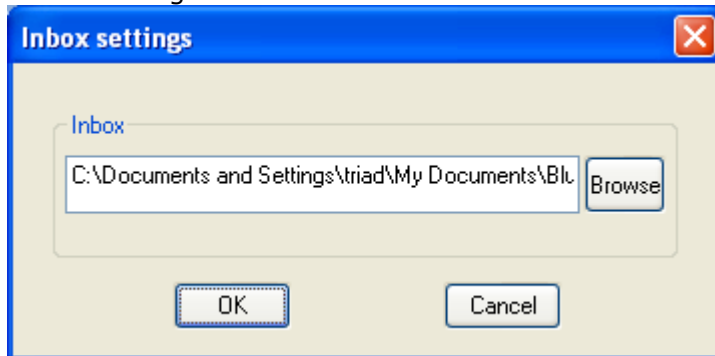 Inbox settings
Inbox
C:\Documents and Settings\triad\My Documents\Blu
Browse
OK
Cancel